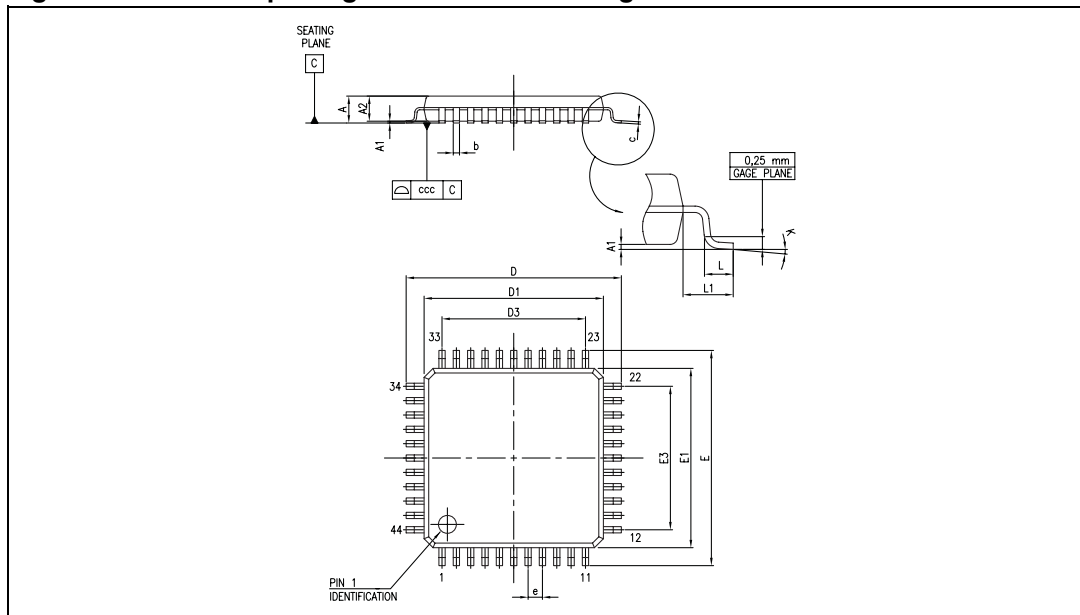 SEATING
PLANE
C
A
A2
A1
b
c
ccc C
0,25 mm
GAGE PLANE
K
A1
L
L1
D
D1
D3
33
23
34
22
E3
E1
E
44
12
1
11
e
PIN 1
IDENTIFICATION